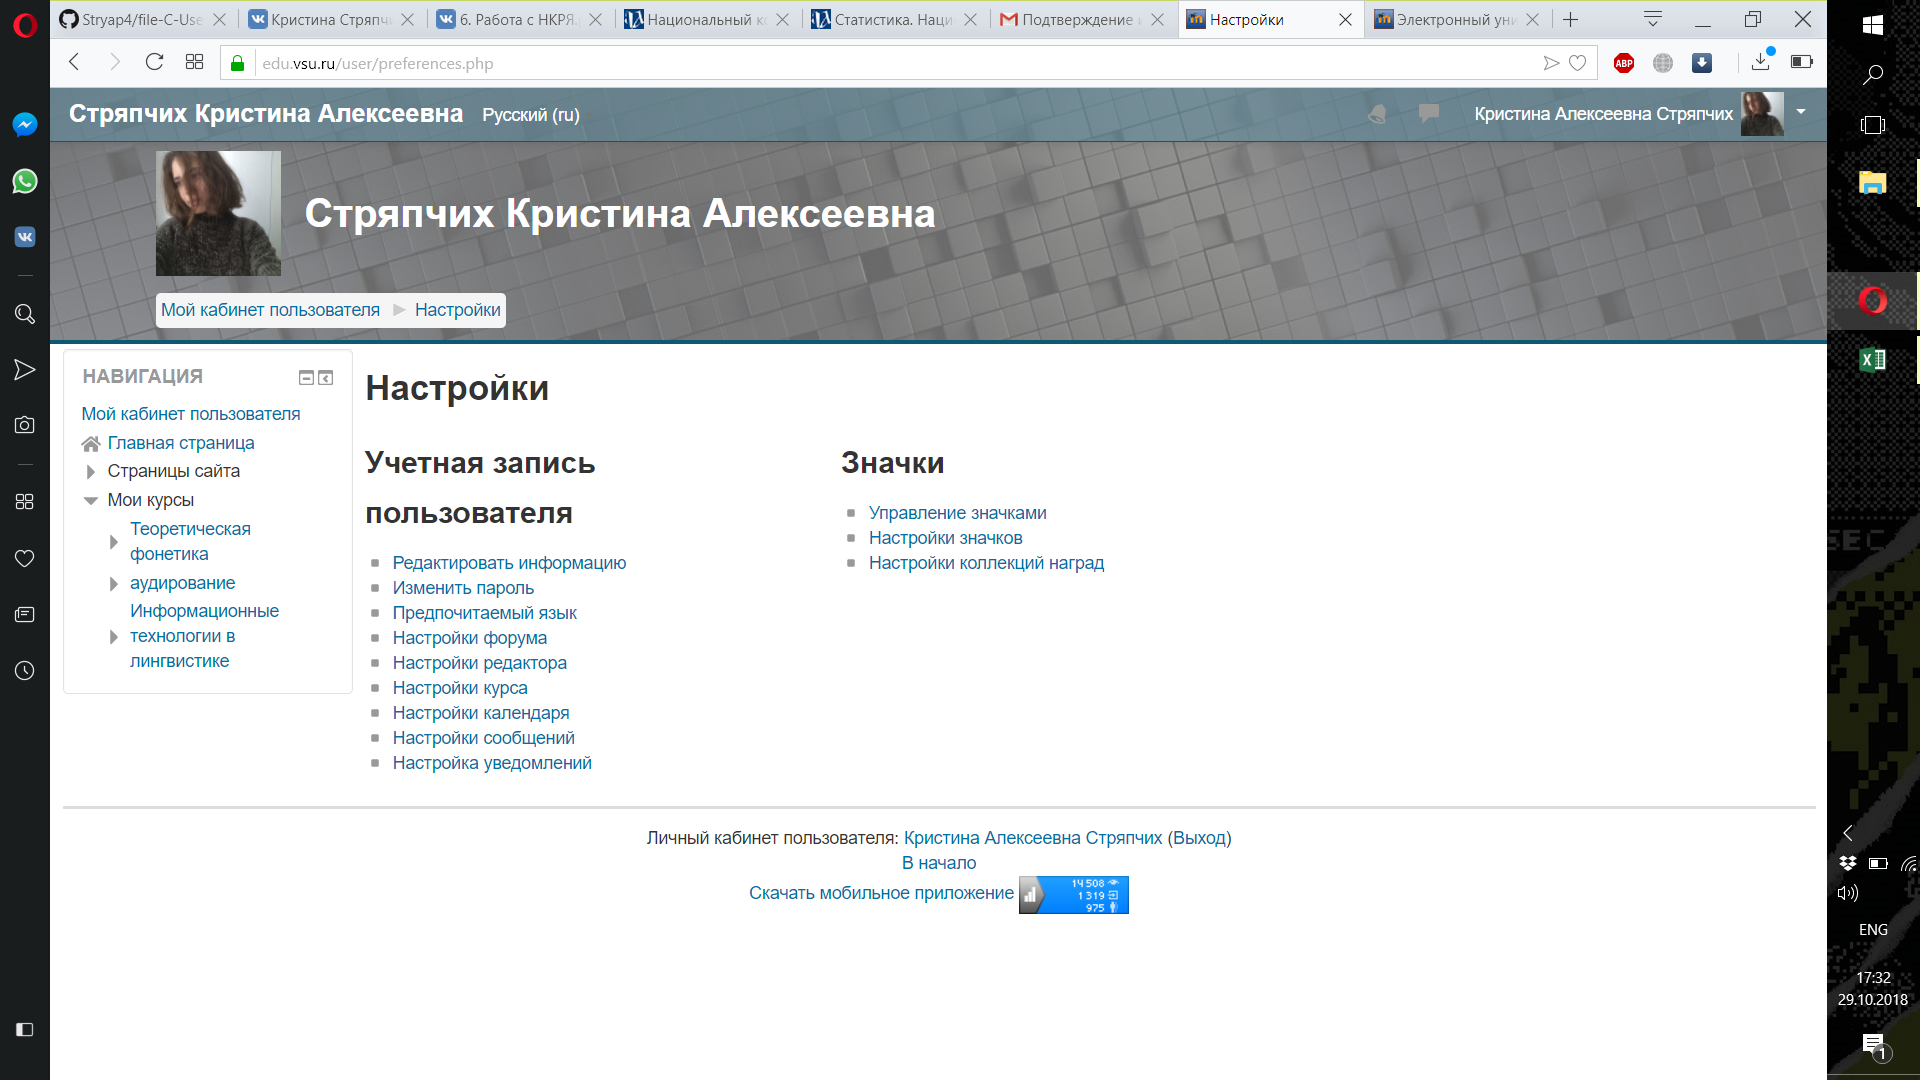 Stryap4/file-C-Use
Кристина Стряпч
6. Работа с НКРЯ.
Национальный к
Статистика. Наци
Подтверждение
Настройки
Электронный уни
edu.vsu.ru/user/preferences.php
ABP
Стряпчих Кристина Алексеевна
Русский (ru)
Кристина Алексеевна Стряпчих
Стряпчих Кристина Алексеевна
Мой кабинет пользователя
Настройки
НАВИГАЦИЯ
Мой кабинет пользователя
Главная страница
Страницы сайта
Мои курсы
Теоретическая
фонетика
аудирование
Информационные
технологии в
лингвистике
Настройки
Учетная запись
пользователя
Редактировать информацию
Изменить пароль
Предпочитаемый язык
Настройки форума
Настройки редактора
Настройки курса
Настройки календаря
Настройки сообщений
Настройка уведомлений
Значки
Управление значками
Настройки значков
Настройки коллекций наград
Личный кабинет пользователя: Кристина Алексеевна Стряпчих (Выход)
В начало
Скачать мобильное приложение
14 508
1 319
975
SEC
ENG
17:32
29.10.2018
1